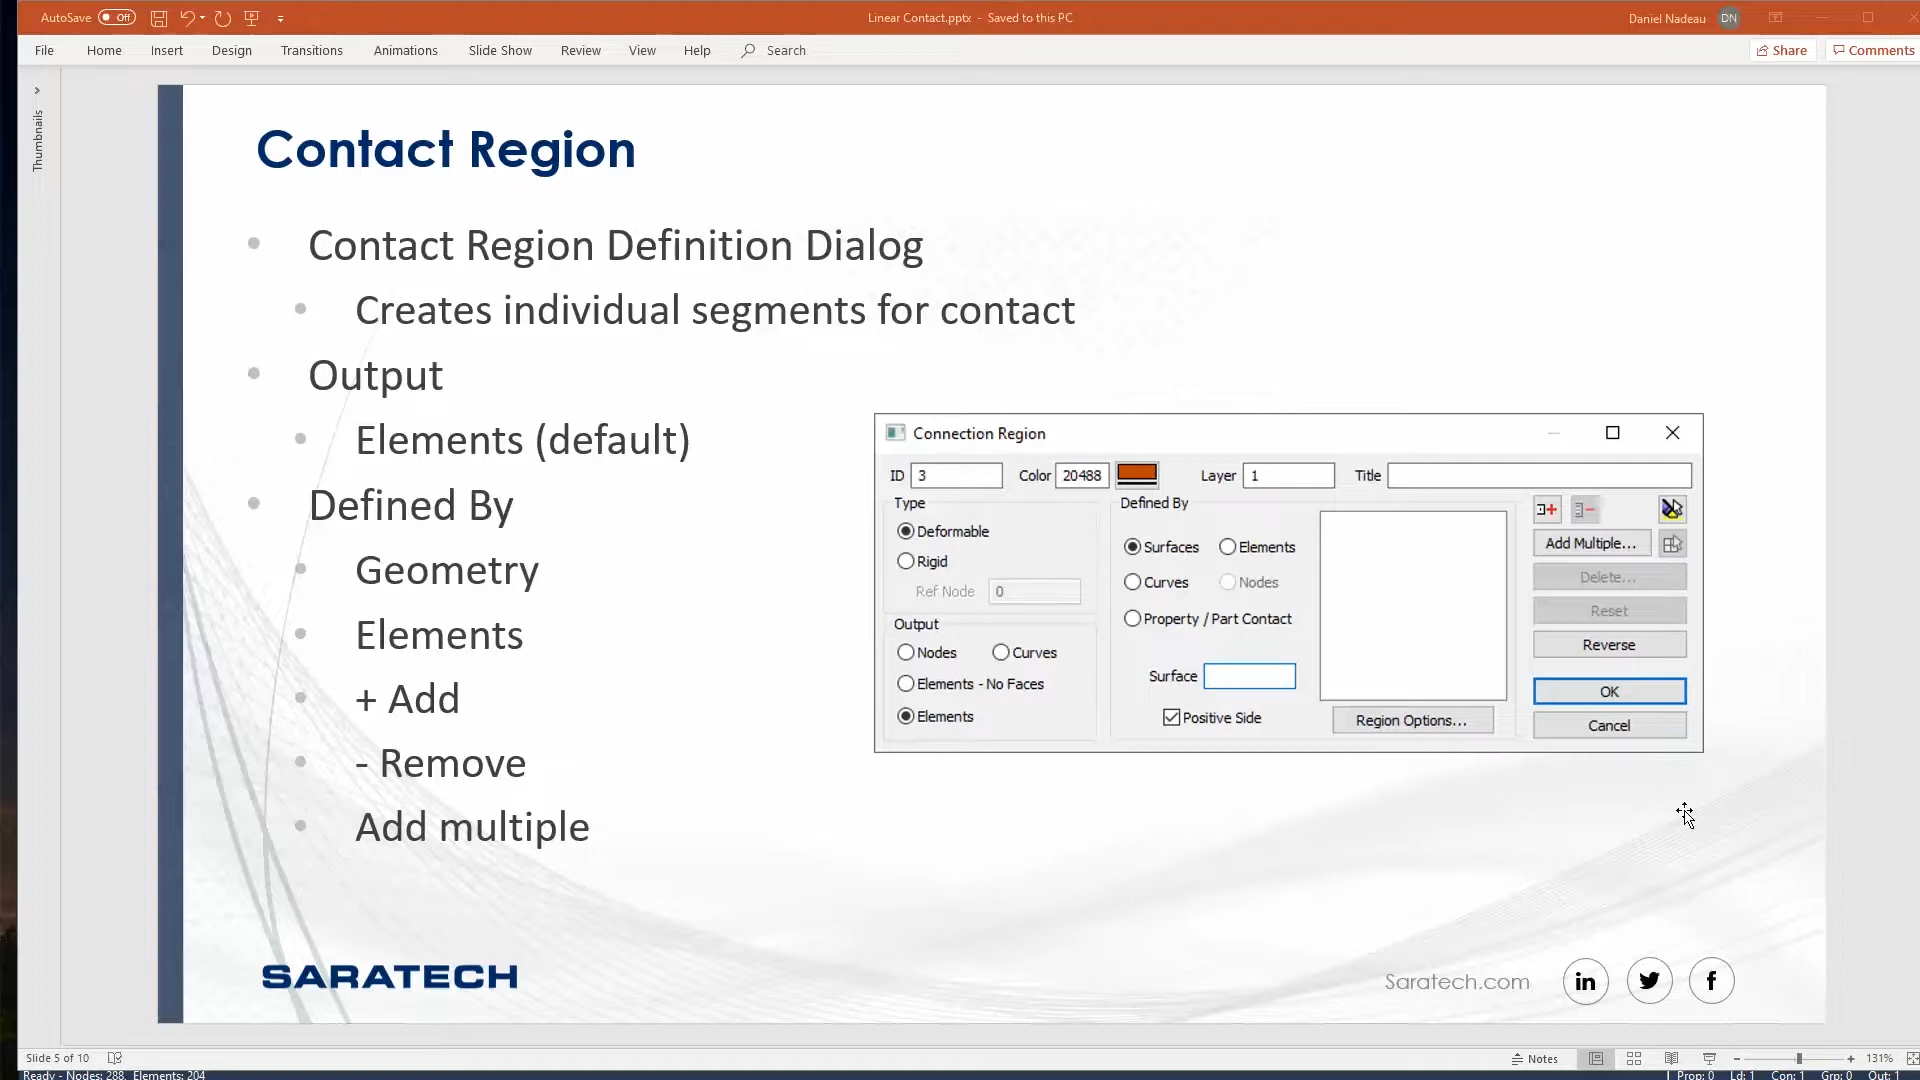 AutoSave Off
Linear Contact.pptx - Saved to this PC
Daniel Nadeau DN
File Home Insert Design Transitions Animations Slide Show Review View Help Search
Share Comments
Thumbnails
Contact Region
Contact Region Definition Dialog
Creates individual segments for contact
Output
Elements (default)
Defined By
Geometry
Elements
+ Add
- Remove
Add multiple
Connection Region
ID 3 Color 20488 Layer 1 Title
Type
Deformable
Rigid
Ref Node 0
Output
Nodes Curves
Elements - No Faces
Elements
Defined By
Surfaces Elements
Curves Nodes
Property / Part Contact
Surface
Positive Side
Region Options...
Add Multiple...
Delete...
Reset
Reverse
OK
Cancel
SARATECH
Saratech.com in f
Slide 5 of 10
Notes
131%
Ready - Nodes: 288, Elements: 204
Prop: 0 Ld: 1 Con: 1 Grp: 0 Out: 1